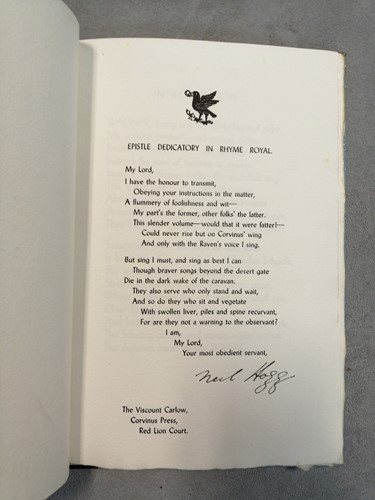 EPISTLE DEDICATORY IN RHYME ROYAL.
My Lord,
I have the honour to transmit,
Obeying your instructions in the matter,
A flummery of foolishness and wit—
My part's the former, other folks' the latter.
This slender volume—would that it were fatter!—
Could never rise but on Corvinus' wing
And only with the Raven's voice I sing.
But sing I must, and sing as best I can
Though braver songs beyond the desert gate
Die in the dark wake of the caravan.
They also serve who only stand and wait,
And so do they who sit and vegetate
With swollen liver, piles and spine recurvant,
For are they not a warning to the observant?
I am,
My Lord,
Your most obedient servant,
Neil Hogg
The Viscount Carlow,
Corvinus Press,
Red Lion Court.